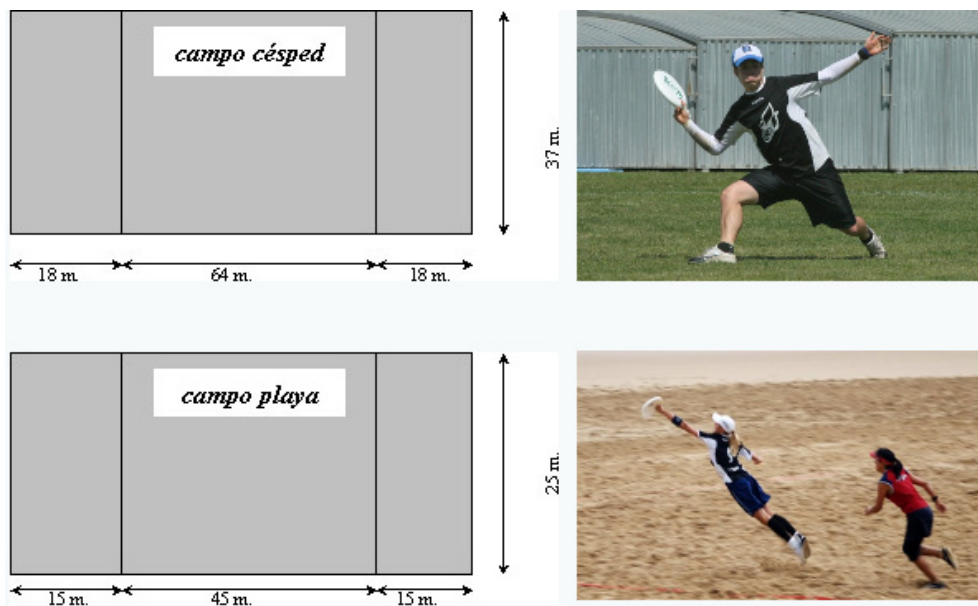 campo césped
37 m.
18 m.
64 m.
18 m.
campo playa
25 m.
15 m.
45 m.
15 m.